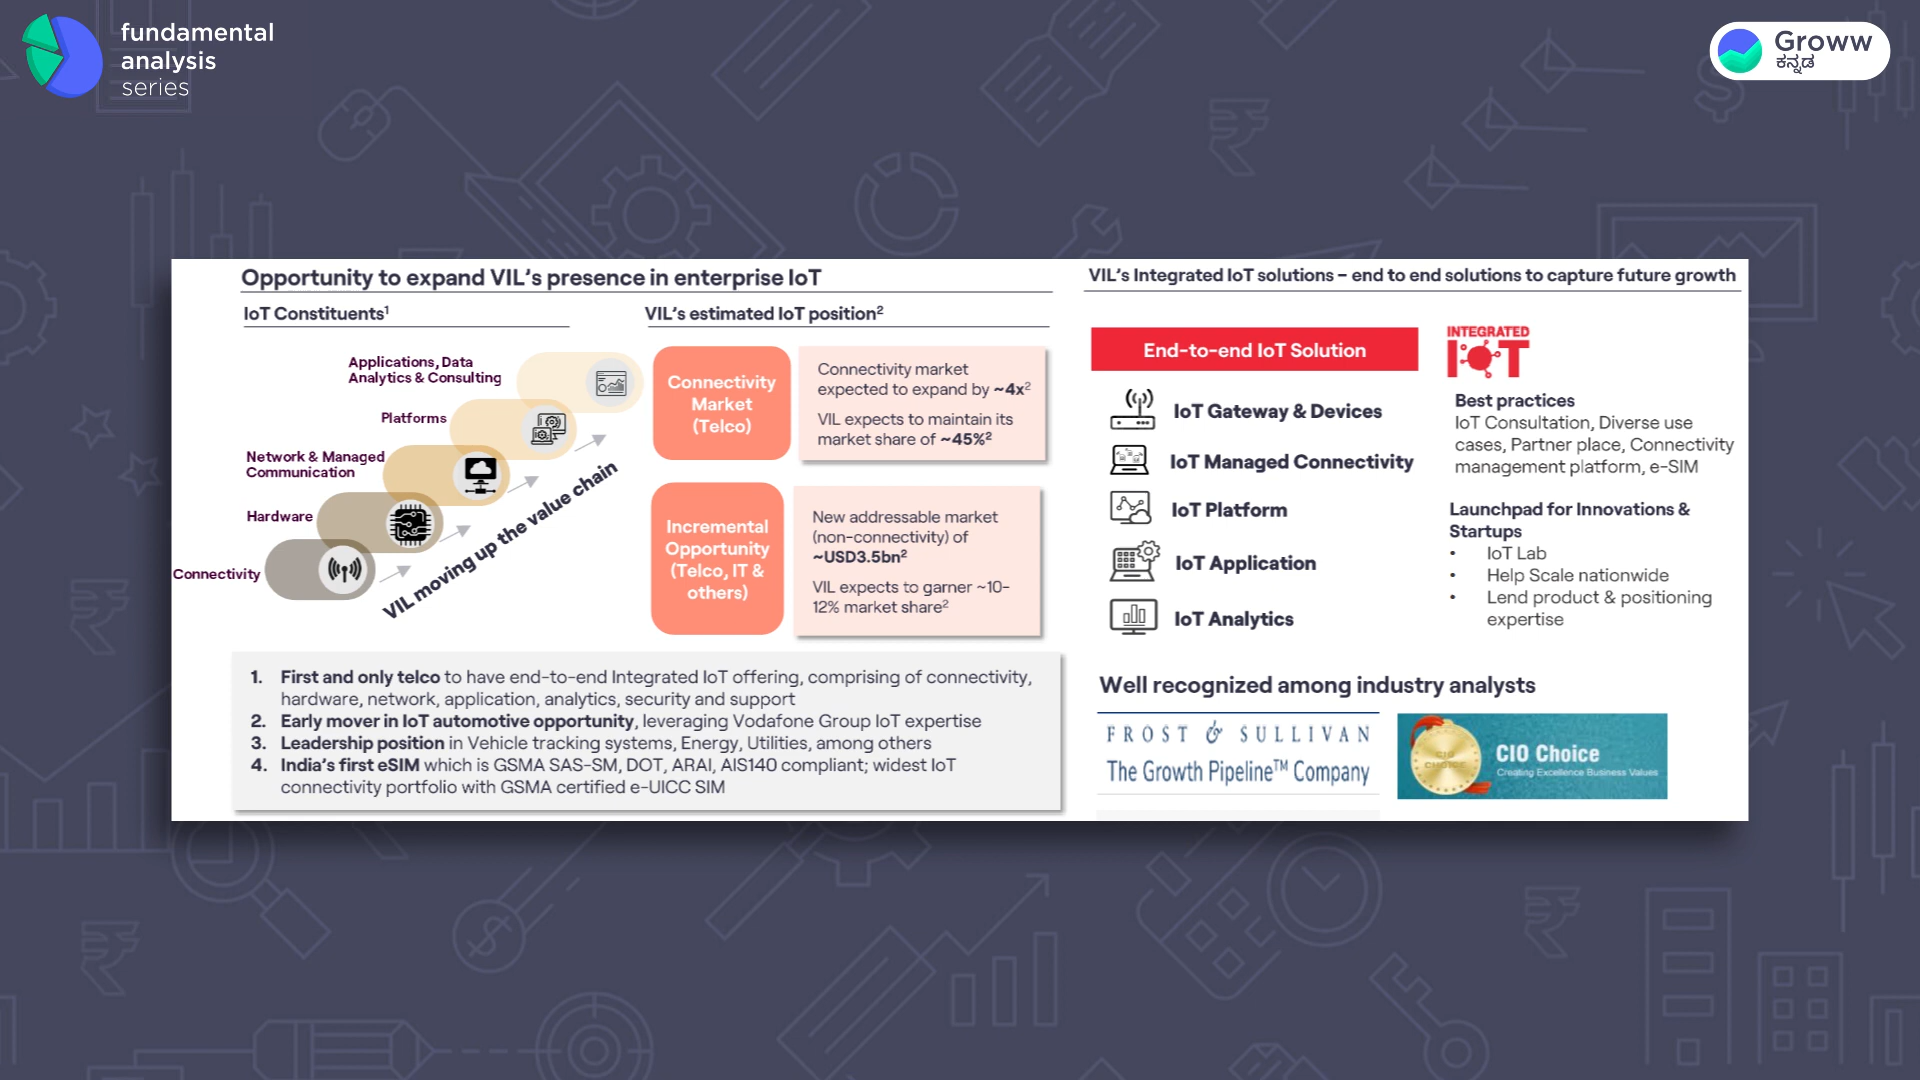 fundamental
analysis
series
Groww
ಕನ್ನಡ
Opportunity to expand VIL's presence in enterprise IoT
IoT Constituents¹
Applications, Data
Analytics & Consulting
Platforms
Network & Managed
Communication
Hardware
Connectivity
VIL moving up the value chain
VIL's estimated IoT position²
Connectivity
Market
(Telco)
Connectivity market
expected to expand by ~4x²
VIL expects to maintain its
market share of ~45%²
Incremental
Opportunity
(Telco, IT &
others)
New addressable market
(non-connectivity) of
~USD3.5bn²
VIL expects to garner ~10-
12% market share²
1. First and only telco to have end-to-end Integrated IoT offering, comprising of connectivity,
hardware, network, application, analytics, security and support
2. Early mover in IoT automotive opportunity, leveraging Vodafone Group IoT expertise
3. Leadership position in Vehicle tracking systems, Energy, Utilities, among others
4. India's first eSIM which is GSMA SAS-SM, DOT, ARAI, AIS140 compliant; widest IoT
connectivity portfolio with GSMA certified e-UICC SIM
VIL's Integrated IoT solutions – end to end solutions to capture future growth
End-to-end IoT Solution
IoT Gateway & Devices
IoT Managed Connectivity
IoT Platform
IoT Application
IoT Analytics
INTEGRATED
IoT
Best practices
IoT Consultation, Diverse use
cases, Partner place, Connectivity
management platform, e-SIM
Launchpad for Innovations &
Startups
• IoT Lab
• Help Scale nationwide
• Lend product & positioning
expertise
Well recognized among industry analysts
FROST & SULLIVAN
The Growth Pipeline™ Company
CIO
CHOICE
CIO Choice
Creating Excellence Business Values